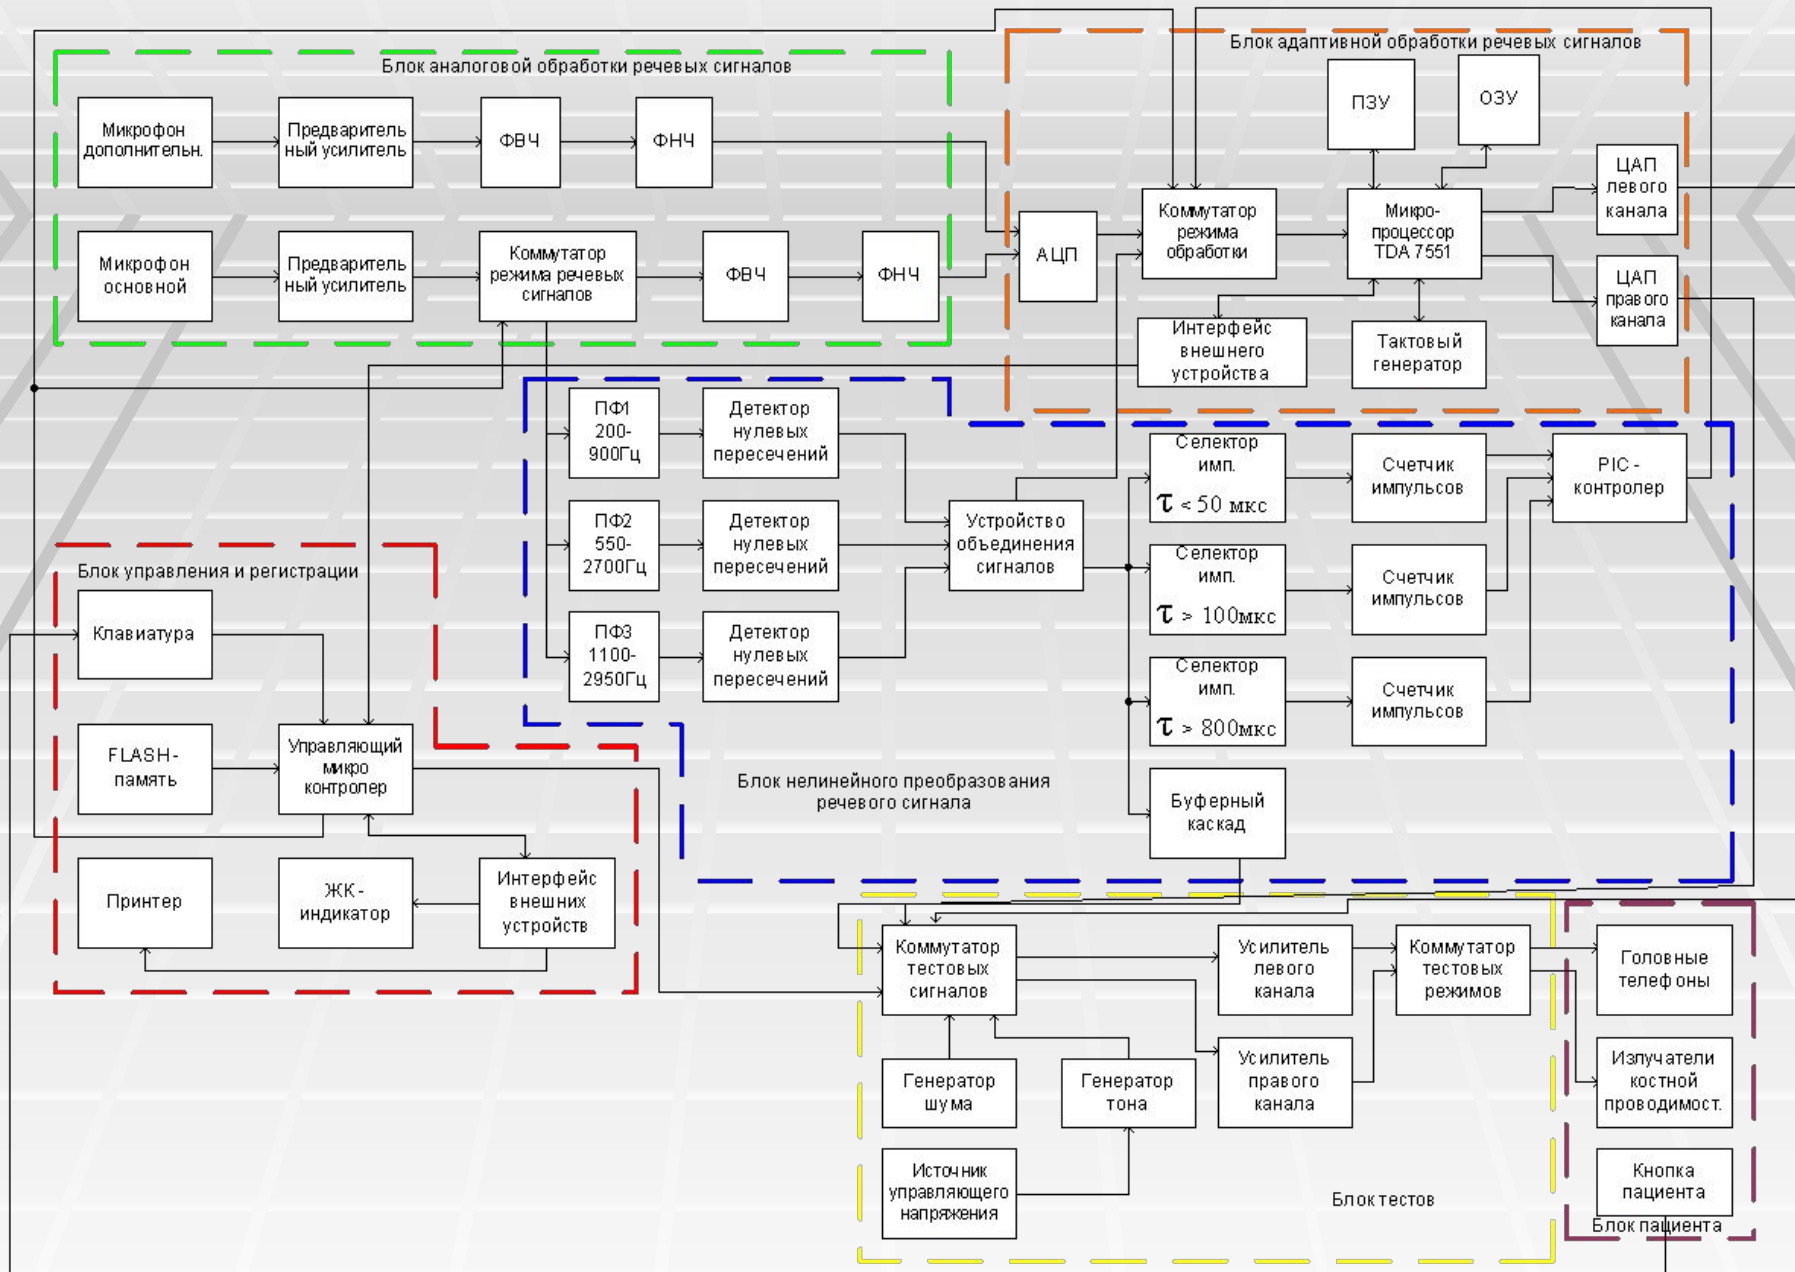 Блок аналоговой обработки речевых сигналов
Микрофон
дополнительн.
Предваритель
ный усилитель
ФВЧ
ФНЧ
Микрофон
основной
Предваритель
ный усилитель
Коммутатор
режима речевых
сигналов
ФВЧ
ФНЧ
Блок адаптивной обработки речевых сигналов
ПЗУ
ОЗУ
АЦП
Коммутатор
режима
обработки
Микро-
процессор
TDA 7551
ЦАП
левого
канала
ЦАП
правого
канала
Интерфейс
внешнего
устройства
Тактовый
генератор
ПФ1
200-
900Гц
Детектор
нулевых
пересечений
ПФ2
550-
2700Гц
Детектор
нулевых
пересечений
ПФ3
1100-
2950Гц
Детектор
нулевых
пересечений
Устройство
объединения
сигналов
Селектор
имп.
τ < 50 мкс
Счетчик
импульсов
PIC -
контролер
Селектор
имп.
τ > 100мкс
Счетчик
импульсов
Селектор
имп.
τ > 800мкс
Счетчик
импульсов
Буферный
каскад
Блок нелинейного преобразования
речевого сигнала
Блок управления и регистрации
Клавиатура
FLASH-
память
Управляющий
микро
контролер
Принтер
ЖК -
индикатор
Интерфейс
внешних
устройств
Коммутатор
тестовых
сигналов
Усилитель
левого
канала
Коммутатор
тестовых
режимов
Генератор
шума
Генератор
тона
Усилитель
правого
канала
Источник
управляющего
напряжения
Блок тестов
Головные
телефоны
Излучатели
костной
проводимост.
Кнопка
пациента
Блок пациента